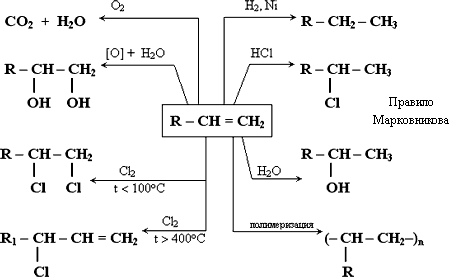 O2
CO2 + H2O
H2, Ni
R – CH2 – CH3
[O] + H2O
R – CH – CH2
OH OH
HCl
R – CH – CH3
Cl
Правило
Марковникова
R – CH = CH2
R – CH – CH2
Cl Cl
Cl2
t < 100°C
H2O
R – CH – CH3
OH
Cl2
t > 400°C
R1 – CH – CH = CH2
Cl
полимеризация
(– CH – CH2–)n
R